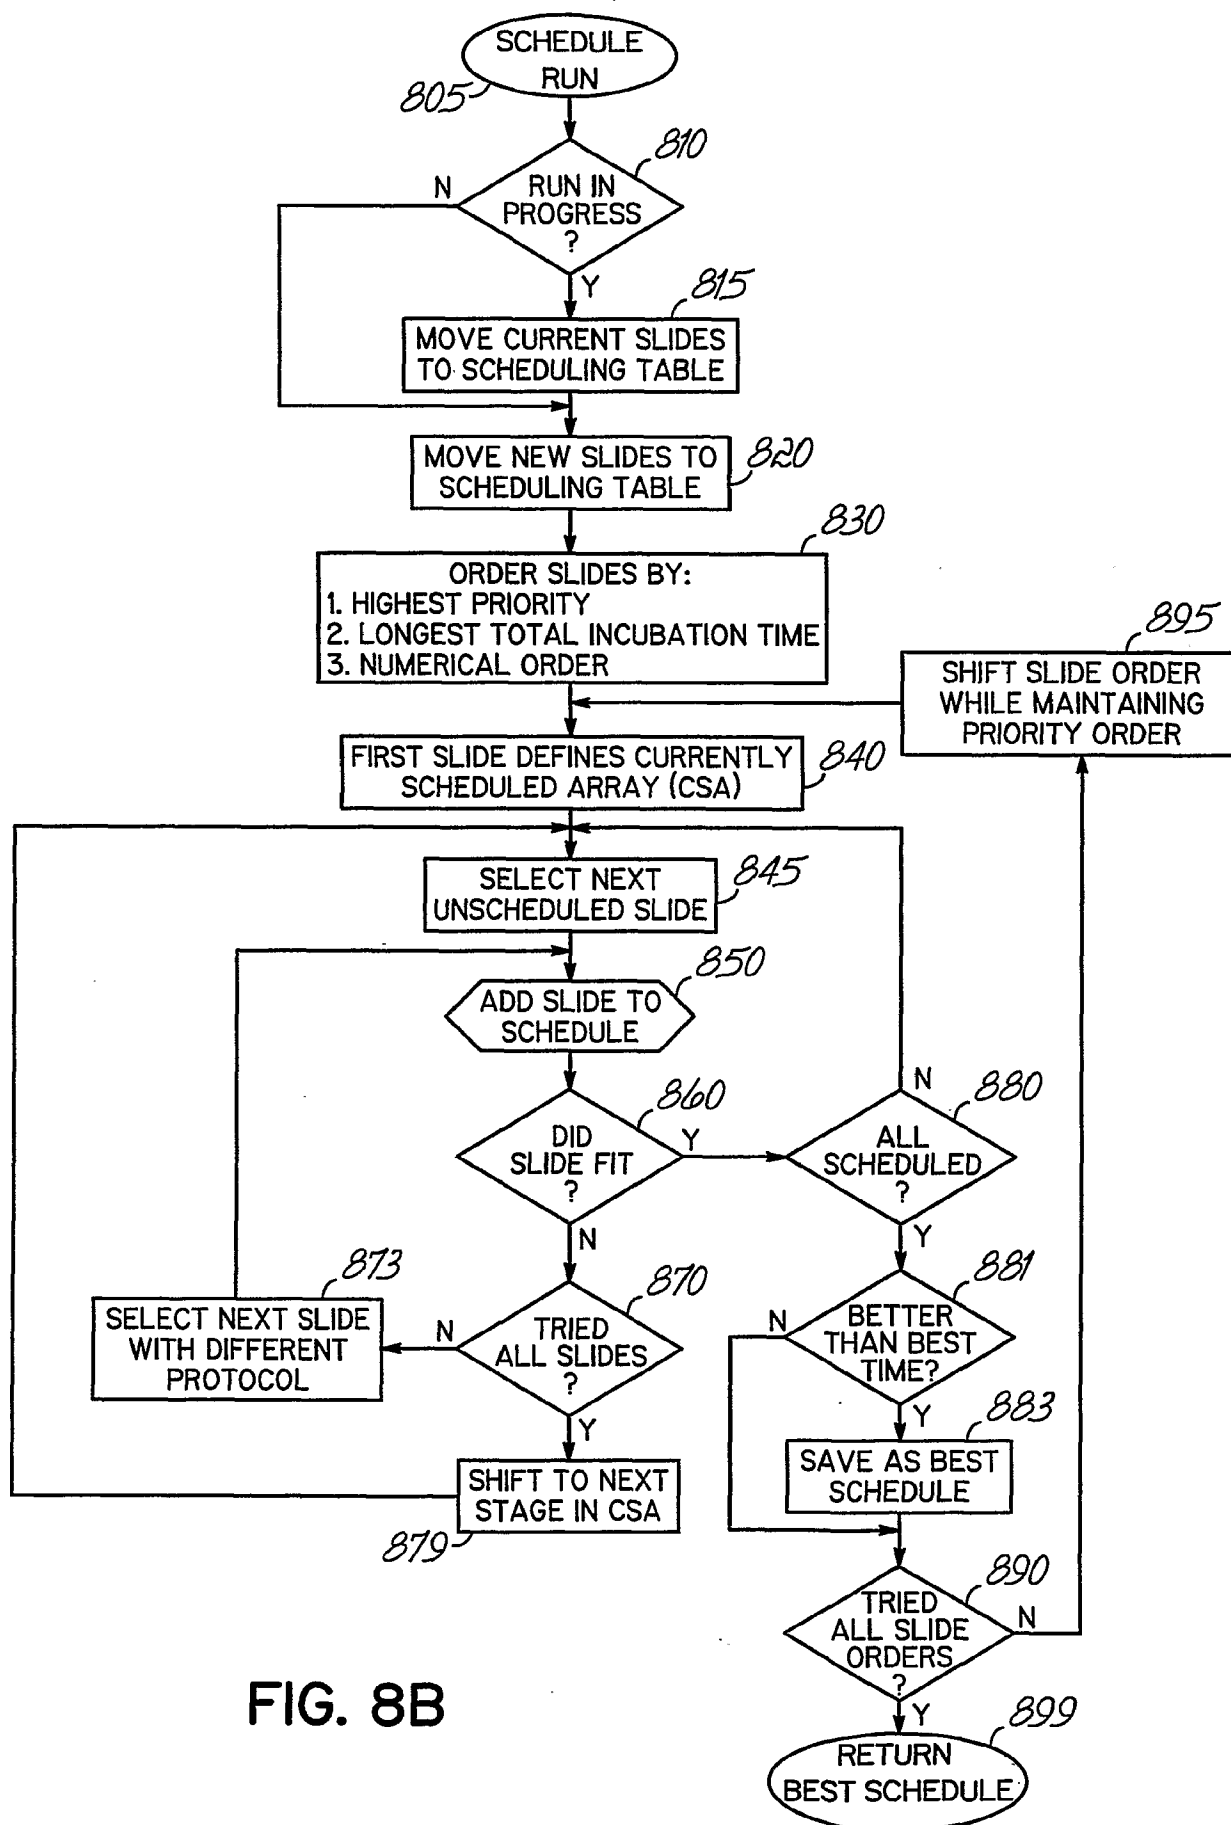 SCHEDULE
RUN
805
810
RUN IN
PROGRESS
?
N
Y
815
MOVE CURRENT SLIDES
TO SCHEDULING TABLE
MOVE NEW SLIDES TO
SCHEDULING TABLE
820
830
ORDER SLIDES BY:
1. HIGHEST PRIORITY
2. LONGEST TOTAL INCUBATION TIME
3. NUMERICAL ORDER
895
SHIFT SLIDE ORDER
WHILE MAINTAINING
PRIORITY ORDER
FIRST SLIDE DEFINES CURRENTLY
SCHEDULED ARRAY (CSA)
840
SELECT NEXT
UNSCHEDULED SLIDE
845
850
ADD SLIDE TO
SCHEDULE
860
DID
SLIDE FIT
?
Y
N
N
880
ALL
SCHEDULED
?
Y
873
SELECT NEXT SLIDE
WITH DIFFERENT
PROTOCOL
870
N
TRIED
ALL SLIDES
?
Y
881
N
BETTER
THAN BEST
TIME?
Y
883
SAVE AS BEST
SCHEDULE
SHIFT TO NEXT
STAGE IN CSA
879
890
TRIED
ALL SLIDE
ORDERS
?
N
Y
899
RETURN
BEST SCHEDULE
FIG. 8B